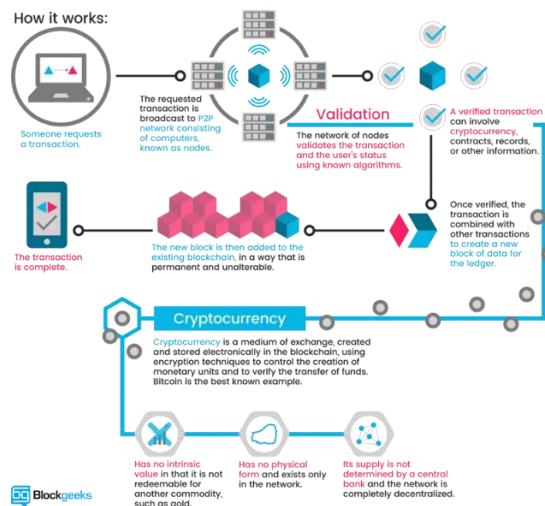 How it works:
Someone requests
a transaction.
The requested
transaction is
broadcast to P2P
network consisting
of computers,
known as nodes.
Validation
The network of nodes
validates the transaction
and the user's status
using known algorithms.
A verified transaction
can involve
cryptocurrency,
contracts, records,
or other information.
Once verified, the
transaction is
combined with
other transactions
to create a new
block of data for
the ledger.
The new block is then added to the
existing blockchain, in a way that is
permanent and unalterable.
The transaction
is complete.
Cryptocurrency
Cryptocurrency is a medium of exchange, created
and stored electronically in the blockchain, using
encryption techniques to control the creation of
monetary units and to verify the transfer of funds.
Bitcoin is the best known example.
Has no intrinsic
value in that it is not
redeemable for
another commodity,
such as gold.
Has no physical
form and exists only
in the network.
Its supply is not
determined by a central
bank and the network is
completely decentralized.
Blockgeeks